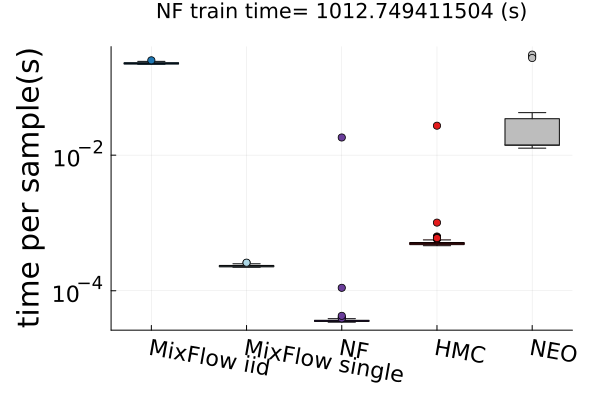 NF train time= 1012.749411504 (s)
time per sample(s)
10⁻²
10⁻⁴
MixFlow iid
MixFlow single
NF
HMC
NEO